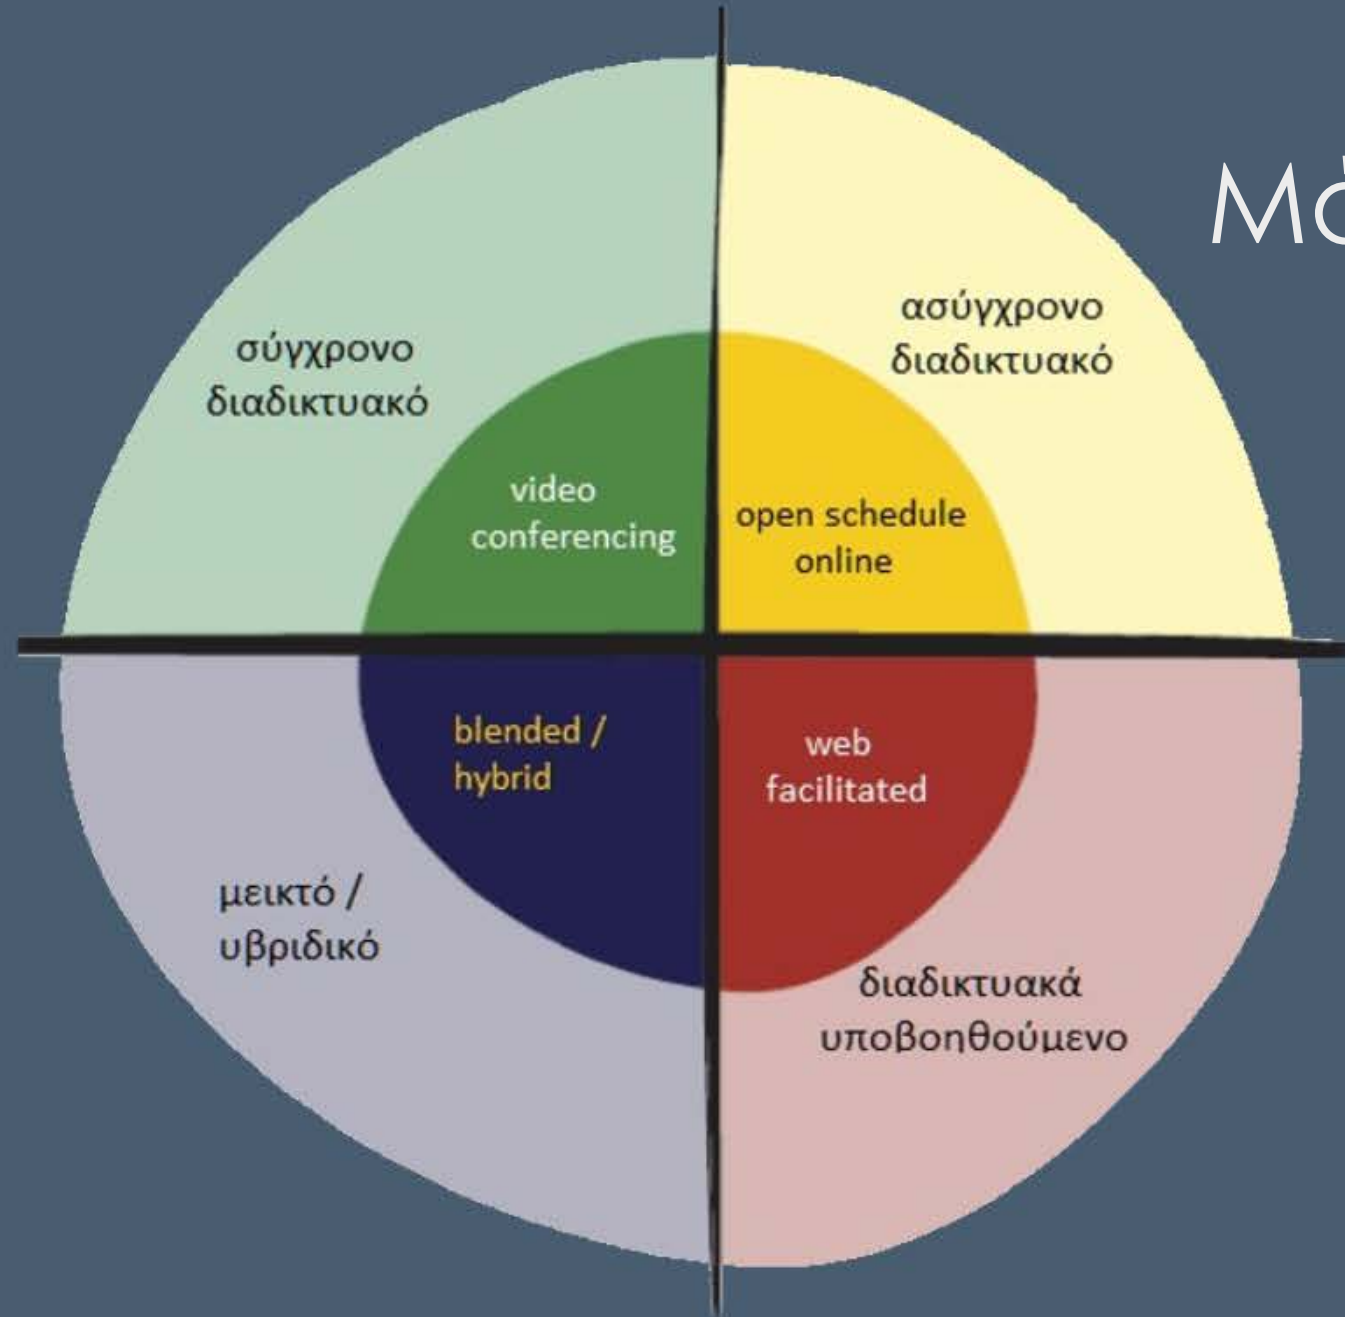 ασύγχρονο
διαδικτυακό
σύγχρονο
διαδικτυακό
video
conferencing
open schedule
online
blended /
hybrid
web
facilitated
μεικτό /
υβριδικό
διαδικτυακά
υποβοηθούμενο